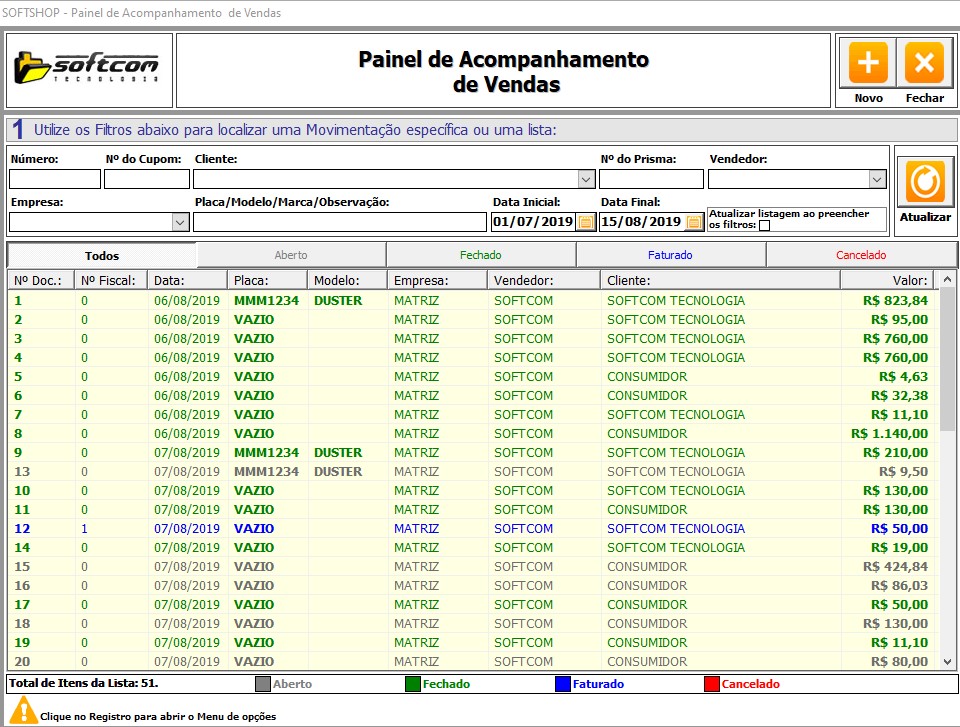 SOFTSHOP - Painel de Acompanhamento  de Vendas
softcom
TECNOLOGIA
Painel de Acompanhamento
de Vendas
Novo Fechar
1 Utilize os Filtros abaixo para localizar uma Movimentação específica ou uma lista:
Número: Nº do Cupom: Cliente: Nº do Prisma: Vendedor:
Empresa: Placa/Modelo/Marca/Observação: Data Inicial: Data Final:
01/07/2019 15/08/2019
Atualizar listagem ao preencher
os filtros:
Atualizar
Todos Aberto Fechado Faturado Cancelado
Nº Doc.: Nº Fiscal: Data: Placa: Modelo: Empresa: Vendedor: Cliente: Valor:
1 0 06/08/2019 MMM1234 DUSTER MATRIZ SOFTCOM SOFTCOM TECNOLOGIA R$ 823,84
2 0 06/08/2019 VAZIO MATRIZ SOFTCOM SOFTCOM TECNOLOGIA R$ 95,00
3 0 06/08/2019 VAZIO MATRIZ SOFTCOM SOFTCOM TECNOLOGIA R$ 760,00
4 0 06/08/2019 VAZIO MATRIZ SOFTCOM SOFTCOM TECNOLOGIA R$ 760,00
5 0 06/08/2019 VAZIO MATRIZ SOFTCOM CONSUMIDOR R$ 4,63
6 0 06/08/2019 VAZIO MATRIZ SOFTCOM CONSUMIDOR R$ 32,38
7 0 06/08/2019 VAZIO MATRIZ SOFTCOM SOFTCOM TECNOLOGIA R$ 11,10
8 0 06/08/2019 VAZIO MATRIZ SOFTCOM CONSUMIDOR R$ 1.140,00
9 0 07/08/2019 MMM1234 DUSTER MATRIZ SOFTCOM SOFTCOM TECNOLOGIA R$ 210,00
13 0 07/08/2019 MMM1234 DUSTER MATRIZ SOFTCOM SOFTCOM TECNOLOGIA R$ 9,50
10 0 07/08/2019 VAZIO MATRIZ SOFTCOM SOFTCOM TECNOLOGIA R$ 130,00
11 0 07/08/2019 VAZIO MATRIZ SOFTCOM SOFTCOM TECNOLOGIA R$ 130,00
12 1 07/08/2019 VAZIO MATRIZ SOFTCOM SOFTCOM TECNOLOGIA R$ 50,00
14 0 07/08/2019 VAZIO MATRIZ SOFTCOM SOFTCOM TECNOLOGIA R$ 19,00
15 0 07/08/2019 VAZIO MATRIZ SOFTCOM CONSUMIDOR R$ 424,84
16 0 07/08/2019 VAZIO MATRIZ SOFTCOM CONSUMIDOR R$ 86,03
17 0 07/08/2019 VAZIO MATRIZ SOFTCOM CONSUMIDOR R$ 50,00
18 0 07/08/2019 VAZIO MATRIZ SOFTCOM CONSUMIDOR R$ 130,00
19 0 07/08/2019 VAZIO MATRIZ SOFTCOM CONSUMIDOR R$ 11,10
20 0 07/08/2019 VAZIO MATRIZ SOFTCOM CONSUMIDOR R$ 80,00
Total de Itens da Lista: 51. Aberto Fechado Faturado Cancelado
Clique no Registro para abrir o Menu de opções